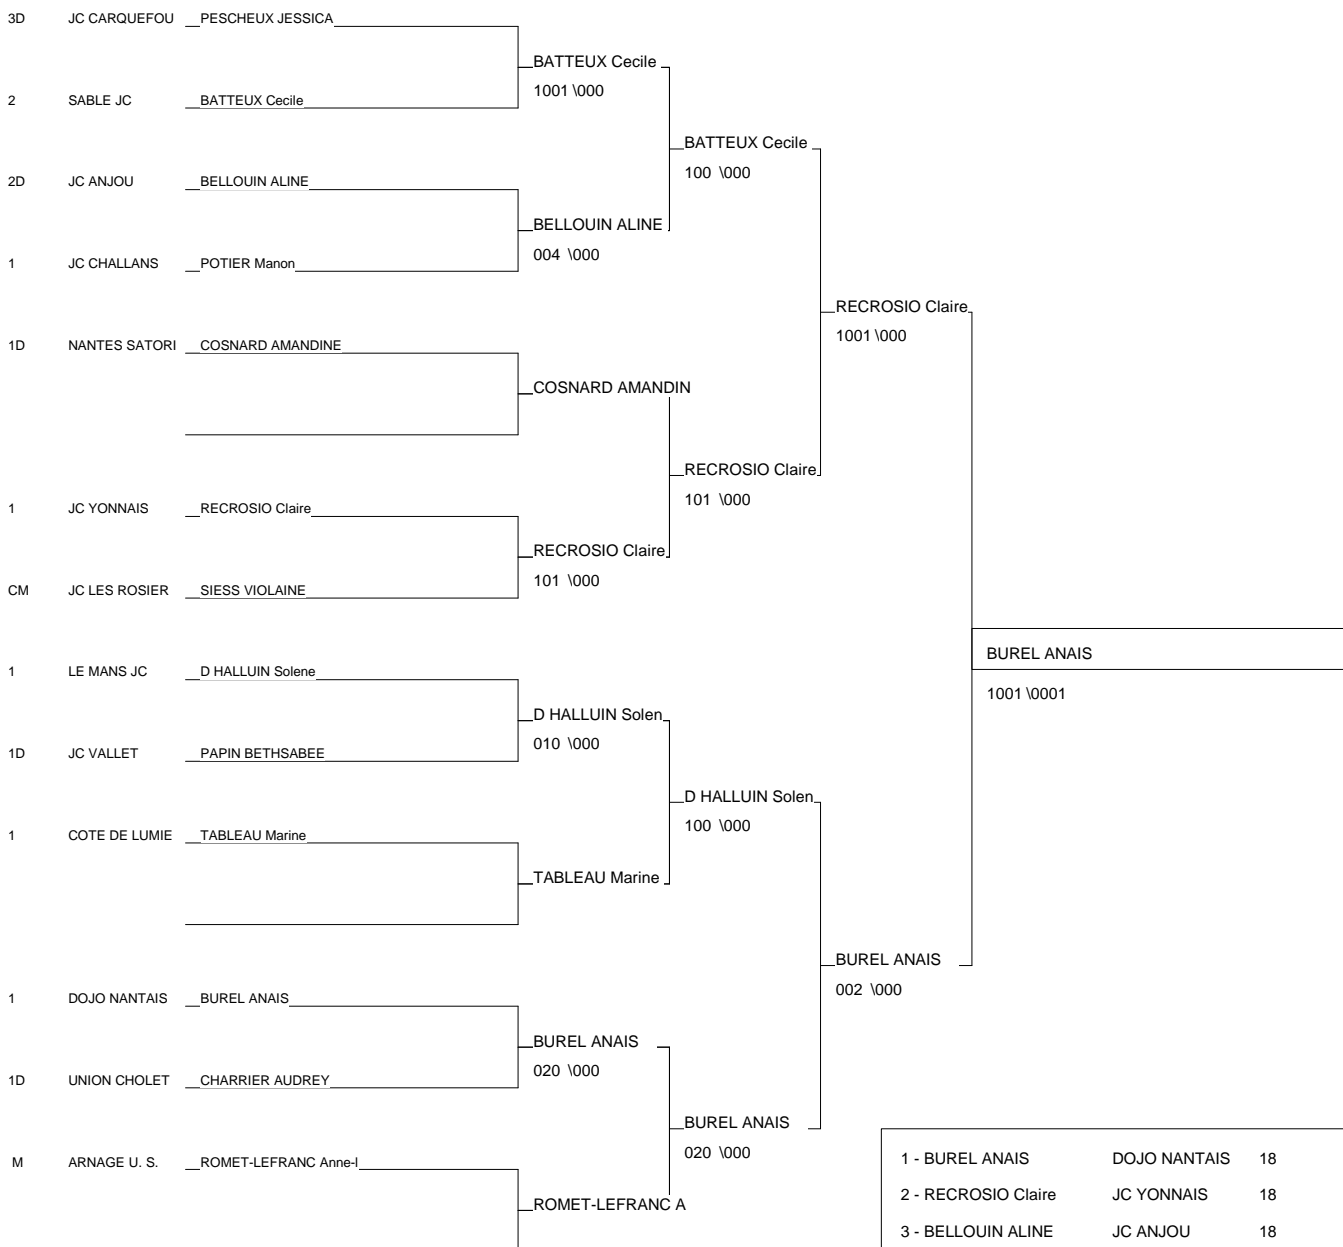 3D JC CARQUEFOU PESCHEUX JESSICA
BATTEUX Cecile
1001 \000
2 SABLE JC BATTEUX Cecile
BATTEUX Cecile
100 \000
2D JC ANJOU BELLOUIN ALINE
BELLOUIN ALINE
004 \000
1 JC CHALLANS POTIER Manon
RECROSIO Claire
1001 \000
1D NANTES SATORI COSNARD AMANDINE
COSNARD AMANDIN
RECROSIO Claire
101 \000
1 JC YONNAIS RECROSIO Claire
RECROSIO Claire
101 \000
CM JC LES ROSIER SIESS VIOLAINE
BUREL ANAIS
1001 \0001
1 LE MANS JC D HALLUIN Solene
D HALLUIN Solen
010 \000
1D JC VALLET PAPIN BETHSABEE
D HALLUIN Solen
100 \000
1 COTE DE LUMIE TABLEAU Marine
TABLEAU Marine
BUREL ANAIS
002 \000
1 DOJO NANTAIS BUREL ANAIS
BUREL ANAIS
020 \000
1D UNION CHOLET CHARRIER AUDREY
BUREL ANAIS
020 \000
M ARNAGE U. S. ROMET-LEFRANC Anne-l
ROMET-LEFRANC A
1 - BUREL ANAIS DOJO NANTAIS 18
2 - RECROSIO Claire JC YONNAIS 18
3 - BELLOUIN ALINE JC ANJOU 18